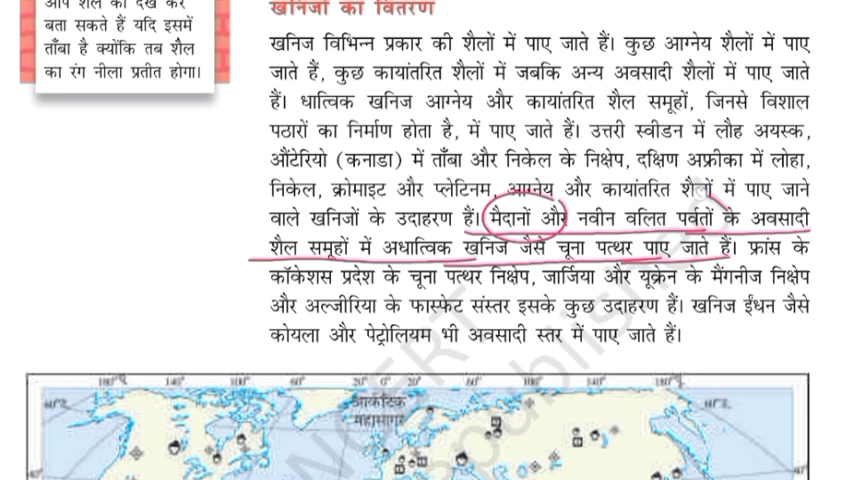 आप शैल को देख कर
बता सकते हैं यदि इसमें
ताँबा है क्योंकि तब शैल
का रंग नीला प्रतीत होगा।
खनिजों का वितरण
खनिज विभिन्न प्रकार की शैलों में पाए जाते हैं। कुछ आग्नेय शैलों में पाए
जाते हैं, कुछ कायांतरित शैलों में जबकि अन्य अवसादी शैलों में पाए जाते
हैं। धात्विक खनिज आग्नेय और कायांतरित शैल समूहों, जिनसे विशाल
पठारों का निर्माण होता है, में पाए जाते हैं। उत्तरी स्वीडन में लौह अयस्क,
ओंटेरियो (कनाडा) में ताँबा और निकेल के निक्षेप, दक्षिण अफ्रीका में लोहा,
निकेल, क्रोमाइट और प्लेटिनम, आग्नेय और कायांतरित शैलों में पाए जाने
वाले खनिजों के उदाहरण हैं। मैदानों और नवीन वलित पर्वतों के अवसादी
शैल समूहों में अधात्विक खनिज जैसे चूना पत्थर पाए जाते हैं। फ्रांस के
कॉकेशस प्रदेश के चूना पत्थर निक्षेप, जार्जिया और यूक्रेन के मैंगनीज निक्षेप
और अल्जीरिया के फास्फेट संस्तर इसके कुछ उदाहरण हैं। खनिज ईंधन जैसे
कोयला और पेट्रोलियम भी अवसादी स्तर में पाए जाते हैं।
आर्कटिक
महासागर
NCERT
republished